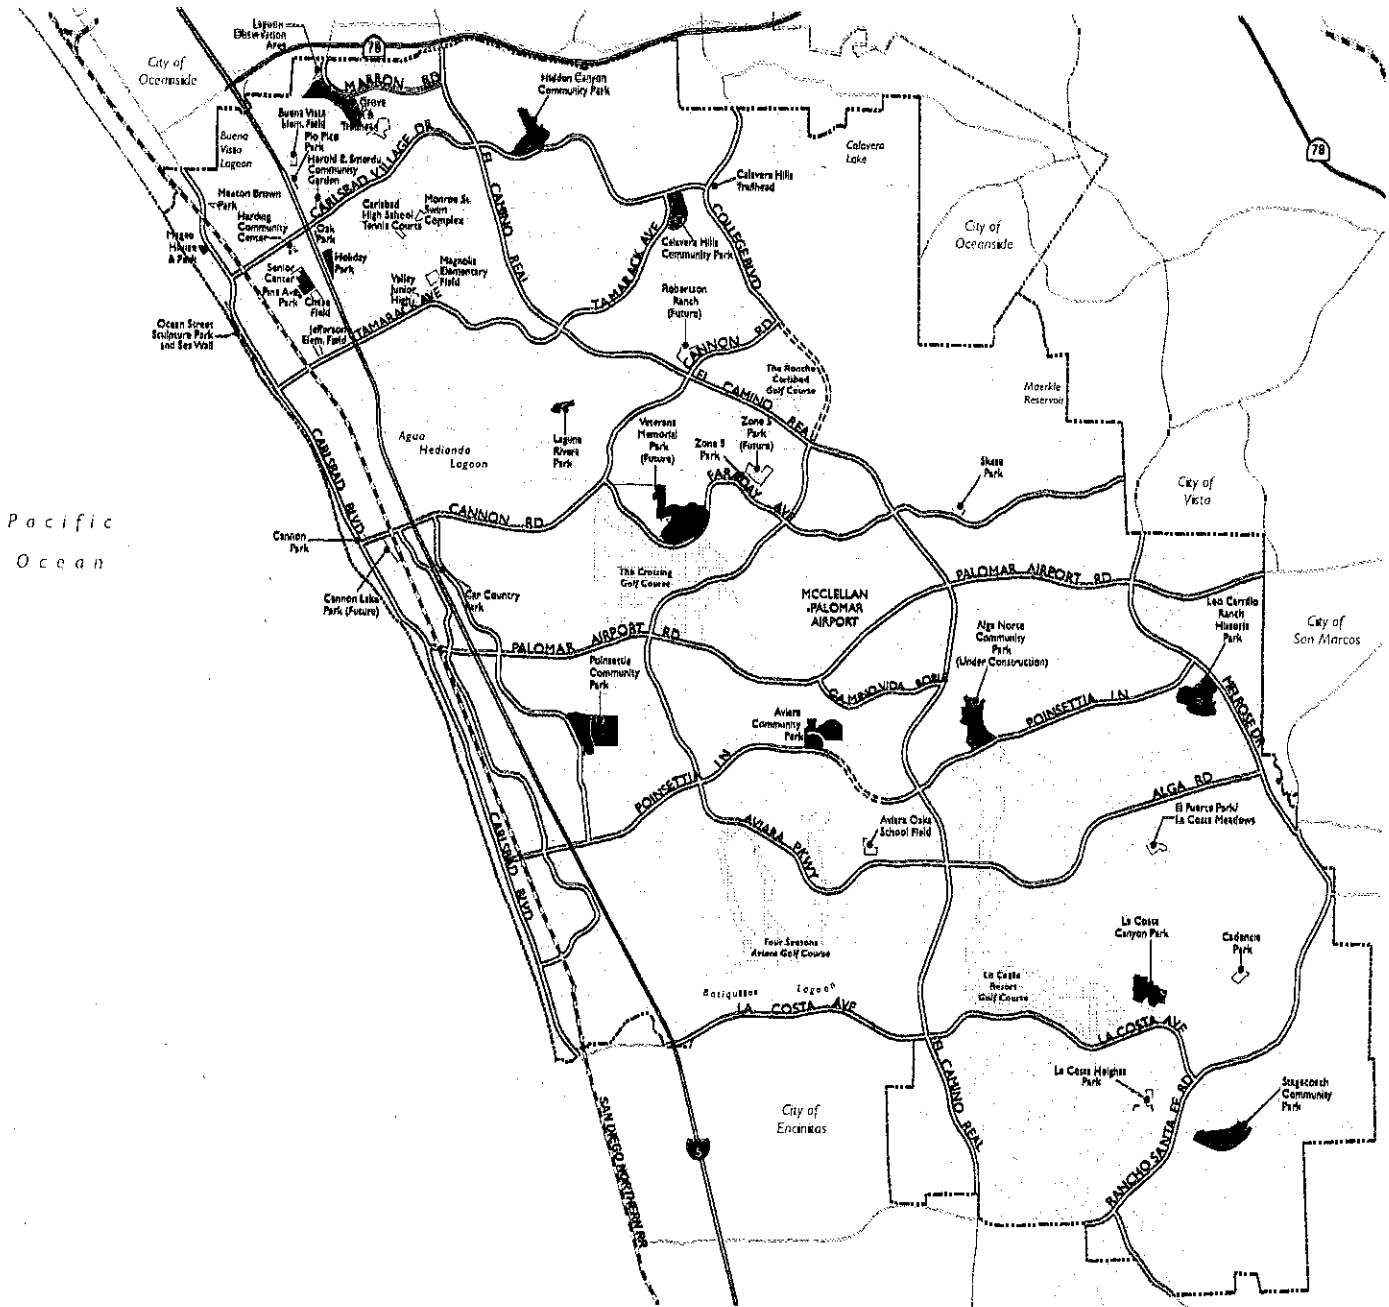 Lagoon
Observation
Area
78
City of
Oceanside
MARRON RD
Hidden Canyon
Community Park
Grove
&
Trailhead
Buena Vista
Elem. Field
Pio Pico
Park
Buena
Vista
Lagoon
Harold E. Smerdu
Community
Garden
CARLSBAD VILLAGE DR
EL CAMINO REAL
Calavera
Lake
78
Calavera Hills
Trailhead
Maxton Brown
Park
Harding
Community
Center
Magee
House
& Park
Oak
Park
Carlsbad
High School
Tennis Courts
Monroe St.
Swim
Complex
COLLEGE BLVD
City of
Oceanside
Calavera Hills
Community Park
TAMARACK AVE
Holiday
Park
Senior
Center
Pine Ave.
Park
Chase
Field
Valley
Junior
High
Magnolia
Elementary
Field
Robertson
Ranch
(Future)
Ocean Street
Sculpture Park
and Sea Wall
Jefferson
Elem. Field
TAMARACK AVE
CANNON RD
The Rancho
Carlsbad
Golf Course
Maerkle
Reservoir
EL CAMINO REAL
Laguna
Rivera
Park
Veterans
Memorial
Park
(Future)
Zone 5
Park
Zone 5
Park
(Future)
Agua
Hedionda
Lagoon
CARLSBAD BLVD
FARADAY AVE
Skate
Park
City of
Vista
Pacific
Ocean
CANNON RD
Cannon
Park
The Crossing
Golf Course
Cannon Lake
Park (Future)
Car Country
Park
MCCLELLAN
-PALOMAR
AIRPORT
PALOMAR AIRPORT RD
Leo Carrillo
Ranch
Historic
Park
City of
San Marcos
PALOMAR AIRPORT RD
Alga Norte
Community
Park
(Under Construction)
Poinsettia
Community
Park
CAMINO VIDA ROBLE
POINSETTIA LN
MELROSE DR
Aviara
Community
Park
POINSETTIA LN
ALGA RD
El Fuerte Park/
La Costa Meadows
CARLSBAD BLVD
AVIARA PKWY
Aviara Oaks
School Field
La Costa
Canyon Park
Cadencia
Park
Four Seasons
Aviara Golf Course
La Costa
Resort
Golf Course
Batiquitos Lagoon
LA COSTA AVE
LA COSTA AVE
EL CAMINO REAL
La Costa Heights
Park
Stagecoach
Community
Park
City of
Encinitas
SAN DIEGO NORTHERN RR
5
RANCHO SANTA FE RD